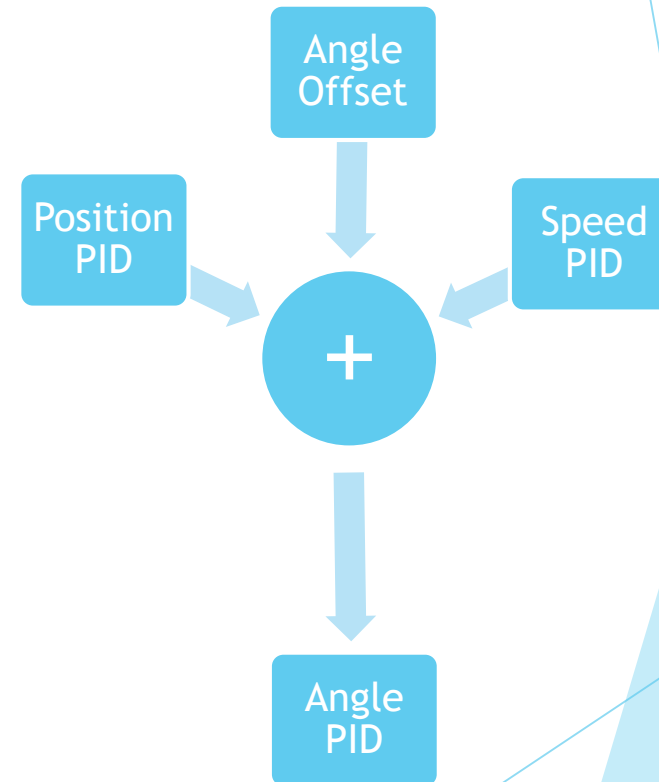 Angle
Offset
Position
PID
Speed
PID
+
Angle
PID